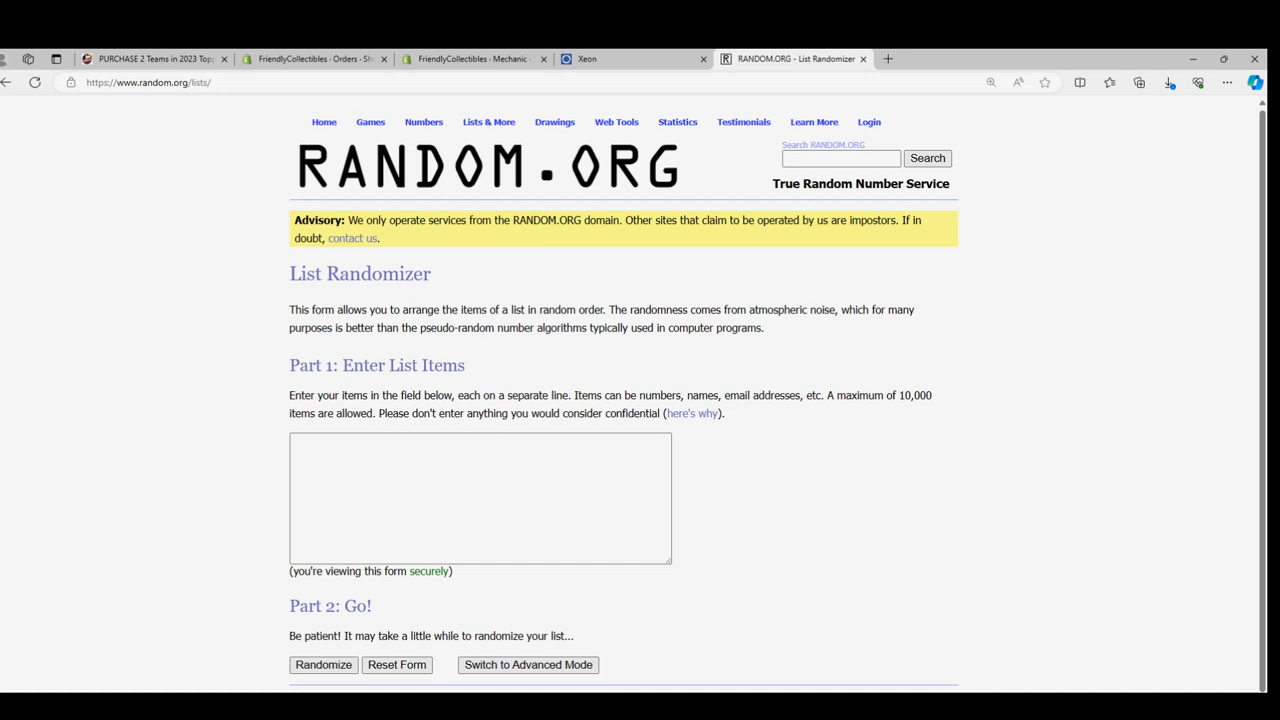 PURCHASE 2 Teams in 2023 Top
FriendlyCollectibles · Orders · Sh
FriendlyCollectibles · Mechanic
Xeon
RANDOM.ORG - List Randomizer
https://www.random.org/lists/
Home Games Numbers Lists & More Drawings Web Tools Statistics Testimonials Learn More Login
RANDOM.ORG
Search RANDOM.ORG
Search
True Random Number Service
Advisory: We only operate services from the RANDOM.ORG domain. Other sites that claim to be operated by us are impostors. If in
doubt, contact us.
List Randomizer
This form allows you to arrange the items of a list in random order. The randomness comes from atmospheric noise, which for many
purposes is better than the pseudo-random number algorithms typically used in computer programs.
Part 1: Enter List Items
Enter your items in the field below, each on a separate line. Items can be numbers, names, email addresses, etc. A maximum of 10,000
items are allowed. Please don't enter anything you would consider confidential (here's why).
(you're viewing this form securely)
Part 2: Go!
Be patient! It may take a little while to randomize your list...
Randomize Reset Form Switch to Advanced Mode